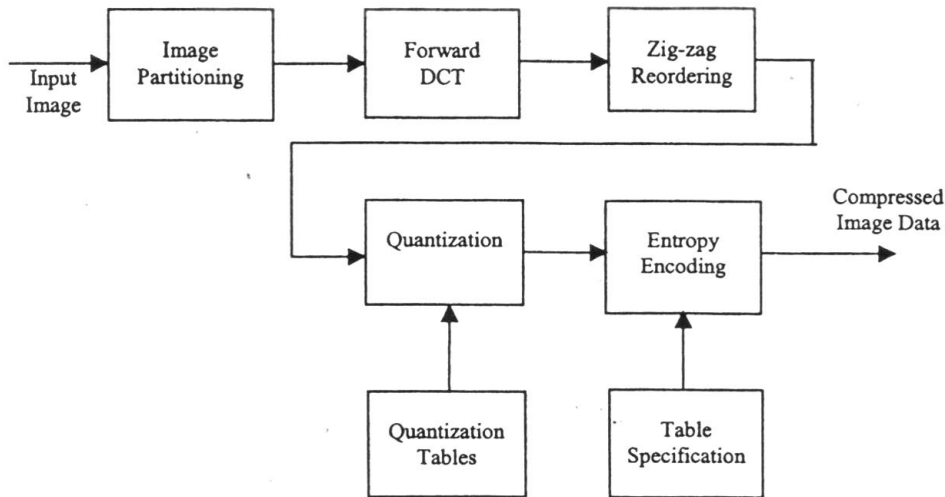 Input
Image
Image
Partitioning
Forward
DCT
Zig-zag
Reordering
Quantization
Entropy
Encoding
Compressed
Image Data
Quantization
Tables
Table
Specification